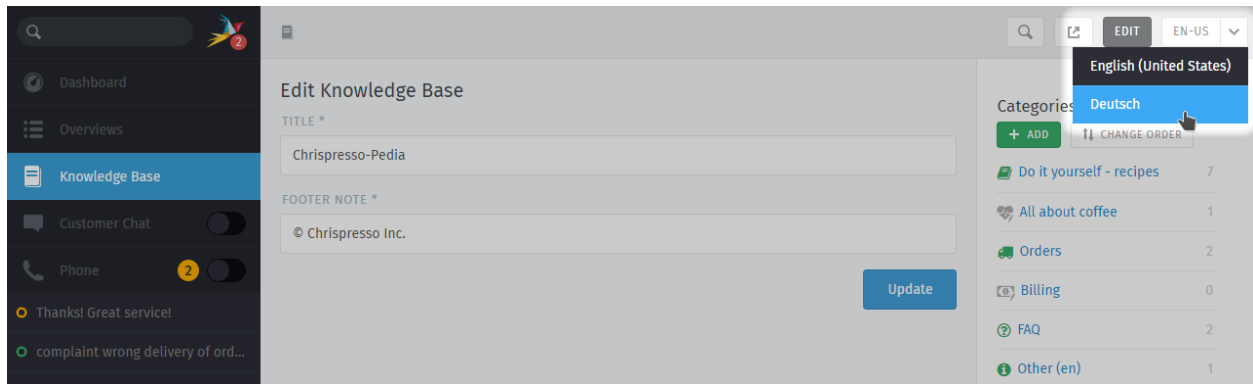 2
EDIT
EN-US
English (United States)
Deutsch
Dashboard
Overviews
Knowledge Base
Customer Chat
Phone 2
Thanks! Great service!
complaint wrong delivery of ord...
Edit Knowledge Base
TITLE *
Chrispresso-Pedia
FOOTER NOTE *
© Chrispresso Inc.
Update
Categories
+ ADD
CHANGE ORDER
Do it yourself - recipes 7
All about coffee 1
Orders 2
Billing 0
FAQ 2
Other (en) 1